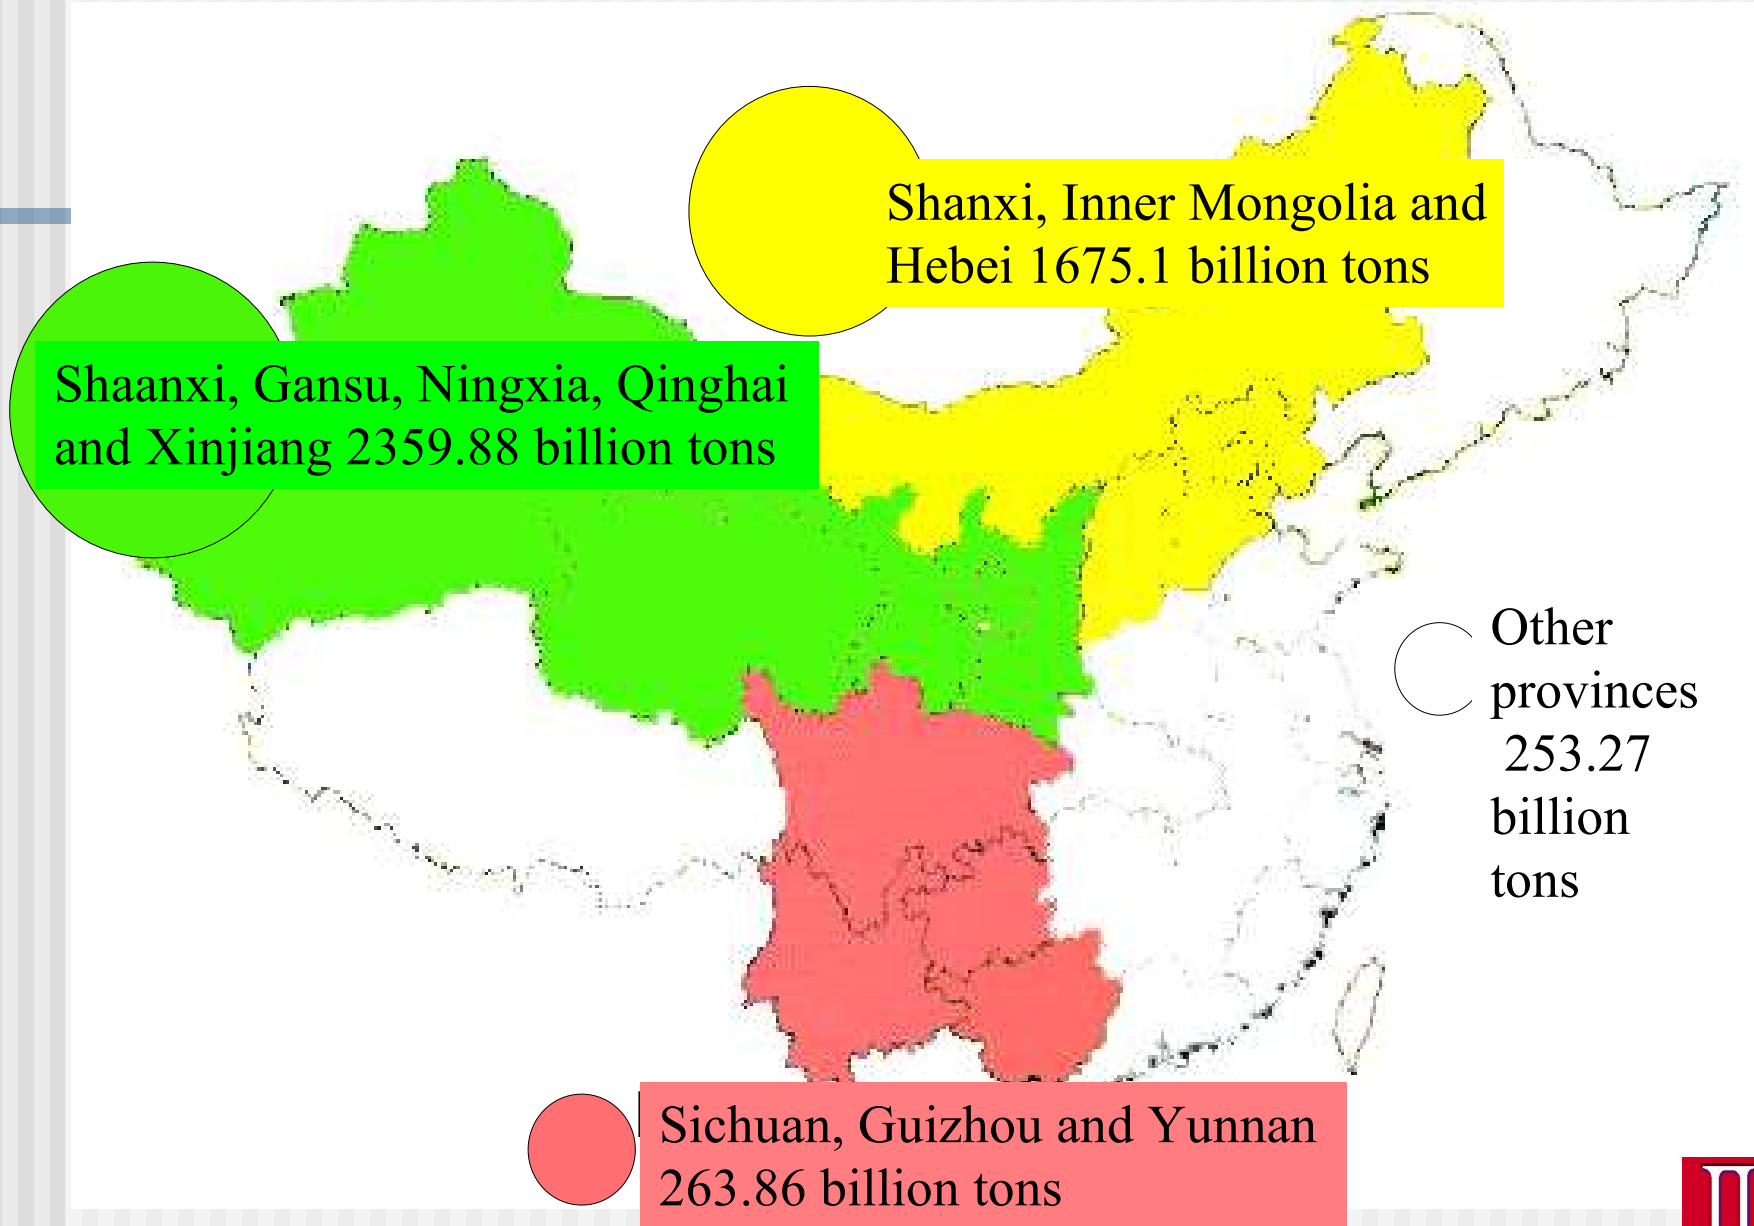 Shanxi, Inner Mongolia and
Hebei 1675.1 billion tons
Shaanxi, Gansu, Ningxia, Qinghai
and Xinjiang 2359.88 billion tons
Other
provinces
253.27
billion
tons
Sichuan, Guizhou and Yunnan
263.86 billion tons